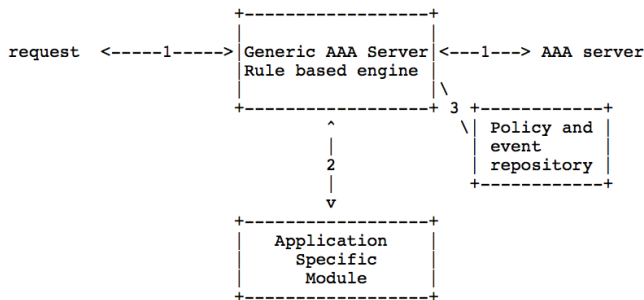 request <-----1----->|Generic AAA Server|<---1---> AAA server
Rule based engine
3
Policy and
event
repository
2
Application
Specific
Module